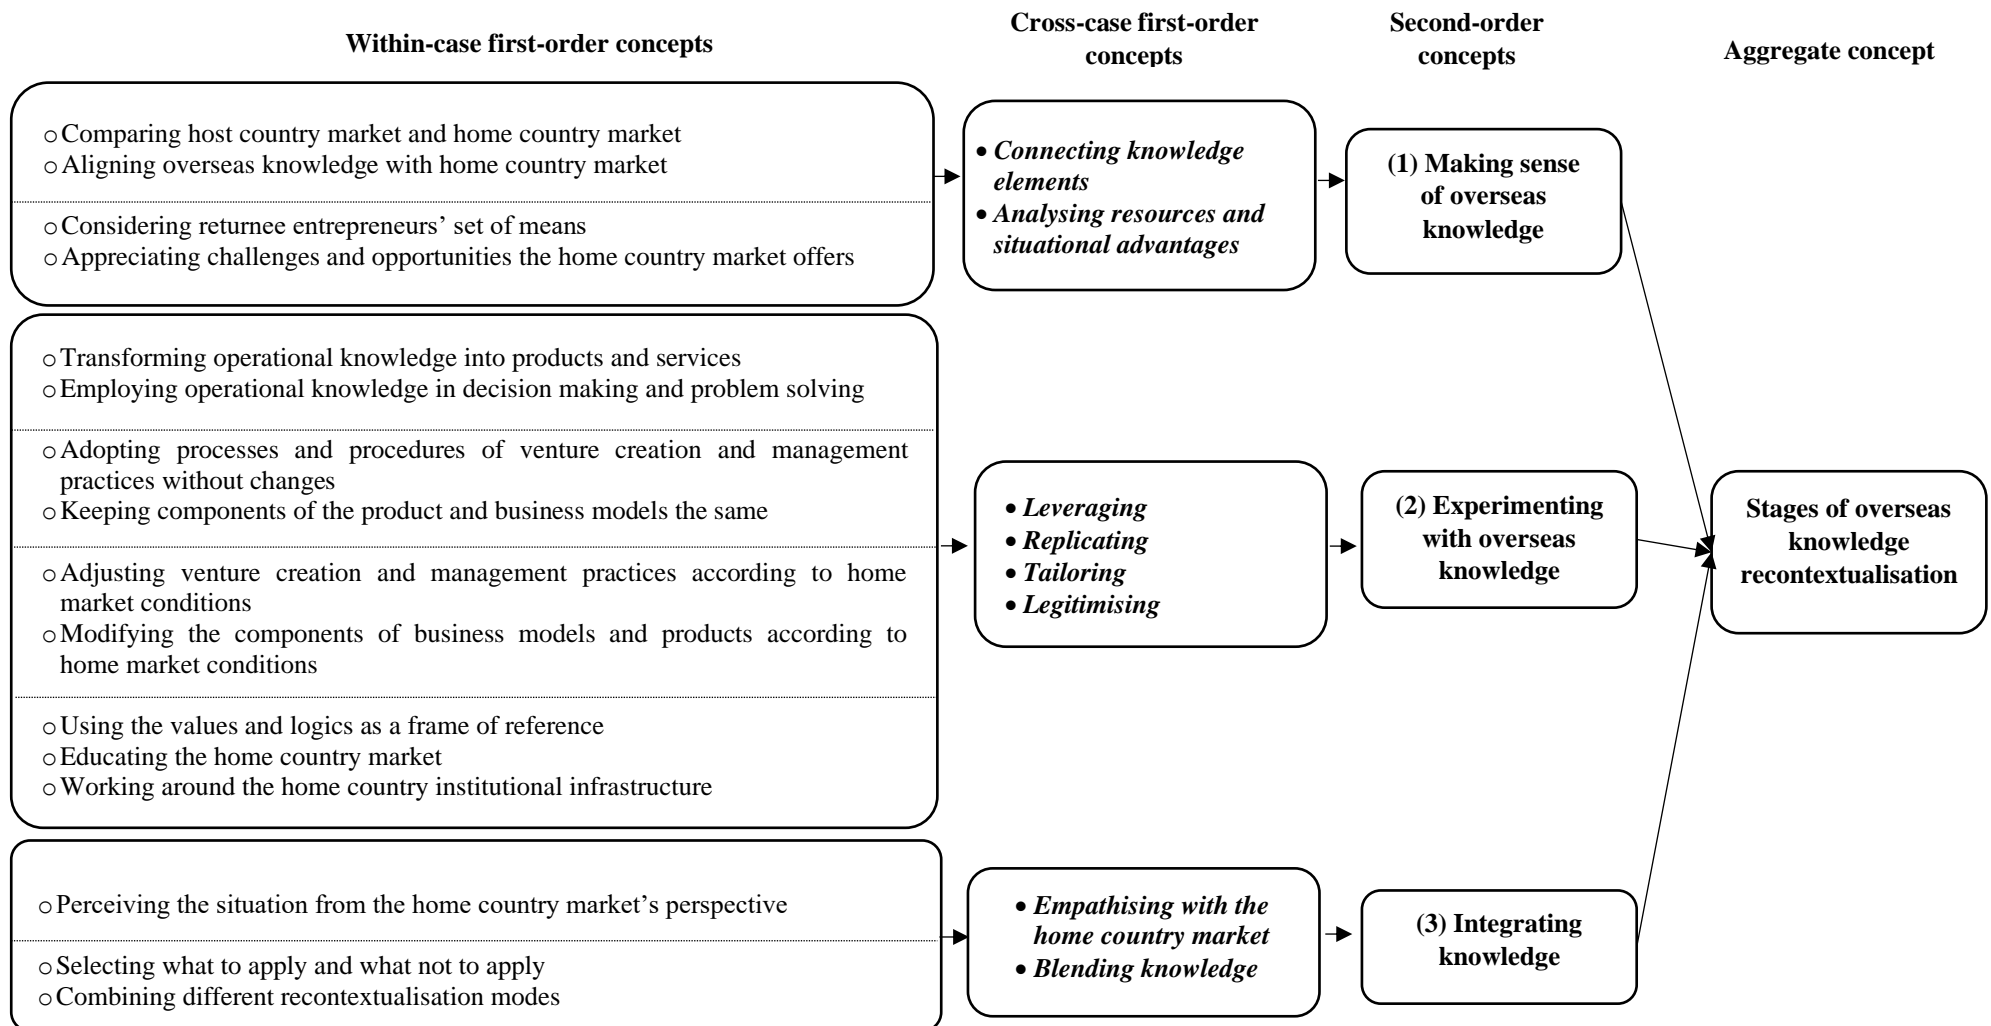 Within-case first-order concepts
Cross-case first-order
concepts
Second-order
concepts
Aggregate concept
o Comparing host country market and home country market
o Aligning overseas knowledge with home country market
o Considering returnee entrepreneurs’ set of means
o Appreciating challenges and opportunities the home country market offers
• Connecting knowledge
elements
• Analysing resources and
situational advantages
(1) Making sense
of overseas
knowledge
o Transforming operational knowledge into products and services
o Employing operational knowledge in decision making and problem solving
o Adopting processes and procedures of venture creation and management
practices without changes
o Keeping components of the product and business models the same
o Adjusting venture creation and management practices according to home
market conditions
o Modifying the components of business models and products according to
home market conditions
o Using the values and logics as a frame of reference
o Educating the home country market
o Working around the home country institutional infrastructure
• Leveraging
• Replicating
• Tailoring
• Legitimising
(2) Experimenting
with overseas
knowledge
Stages of overseas
knowledge
recontextualisation
o Perceiving the situation from the home country market’s perspective
o Selecting what to apply and what not to apply
o Combining different recontextualisation modes
• Empathising with the
home country market
• Blending knowledge
(3) Integrating
knowledge